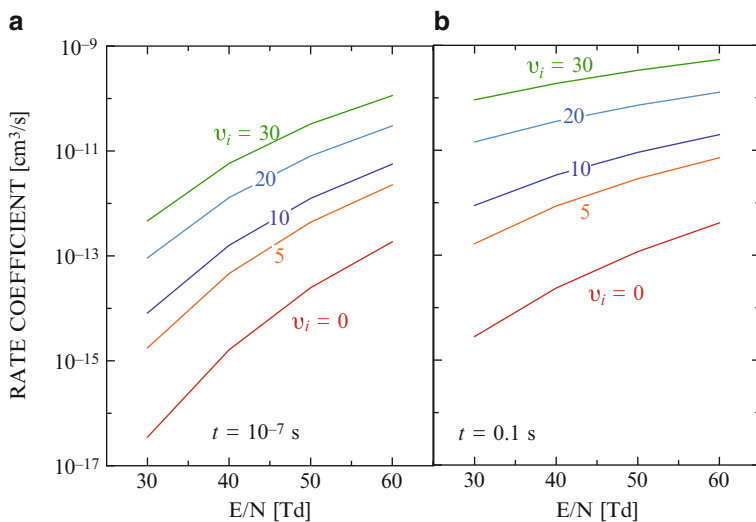 a
b
RATE COEFFICIENT [cm³/s]
10⁻⁹
10⁻¹¹
10⁻¹³
10⁻¹⁵
10⁻¹⁷
υᵢ = 30
20
10
5
υᵢ = 0
t = 10⁻⁷ s
30 40 50 60
E/N [Td]
υᵢ = 30
20
10
5
υᵢ = 0
t = 0.1 s
30 40 50 60
E/N [Td]